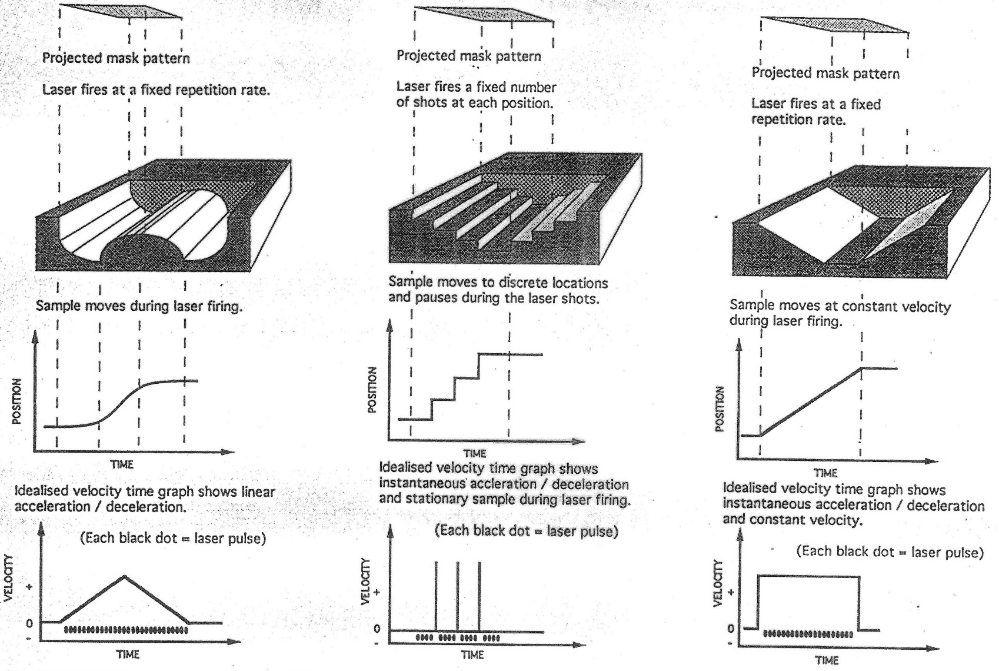 Projected mask pattern
Laser fires at a fixed repetition rate.
Sample moves during laser firing.
POSITION
TIME
Idealised velocity time graph shows linear
acceleration / deceleration.
(Each black dot = laser pulse)
VELOCITY
+
0
-
TIME
Projected mask pattern
Laser fires a fixed number
of shots at each position.
Sample moves to discrete locations
and pauses during the laser shots.
POSITION
TIME
Idealised velocity time graph shows
instantaneous accleration / deceleration
and stationary sample during laser firing.
(Each black dot = laser pulse)
VELOCITY
+
0
-
TIME
Projected mask pattern
Laser fires at a fixed
repetition rate.
Sample moves at constant velocity
during laser firing.
POSITION
TIME
Idealised velocity time graph shows
instantaneous acceleration / deceleration
and constant velocity.
(Each black dot = laser pulse)
VELOCITY
+
0
-
TIME